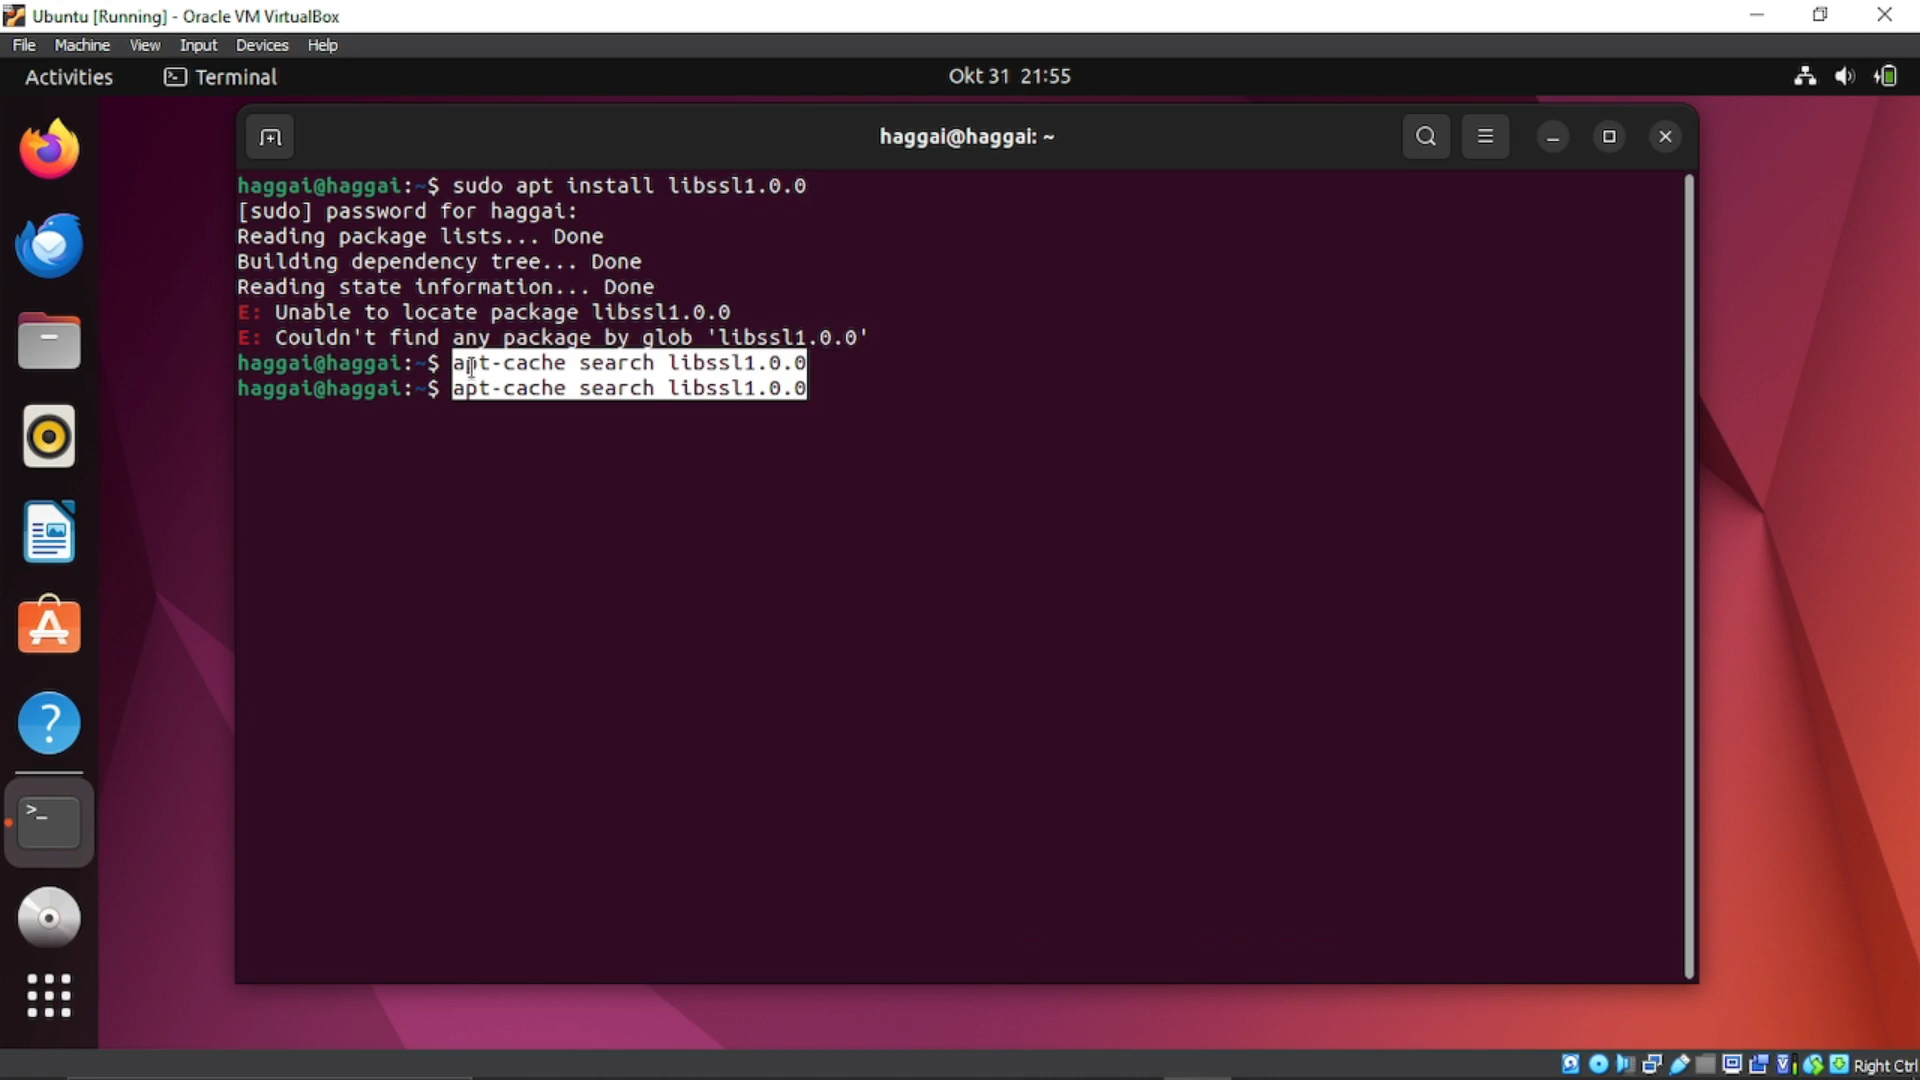 Ubuntu [Running] - Oracle VM VirtualBox
File Machine View Input Devices Help
Activities Terminal Okt 31 21:55
haggai@haggai: ~
haggai@haggai:~$ sudo apt install libssl1.0.0
[sudo] password for haggai:
Reading package lists... Done
Building dependency tree... Done
Reading state information... Done
E: Unable to locate package libssl1.0.0
E: Couldn't find any package by glob 'libssl1.0.0'
haggai@haggai:~$ apt-cache search libssl1.0.0
haggai@haggai:~$ apt-cache search libssl1.0.0
Right Ctrl